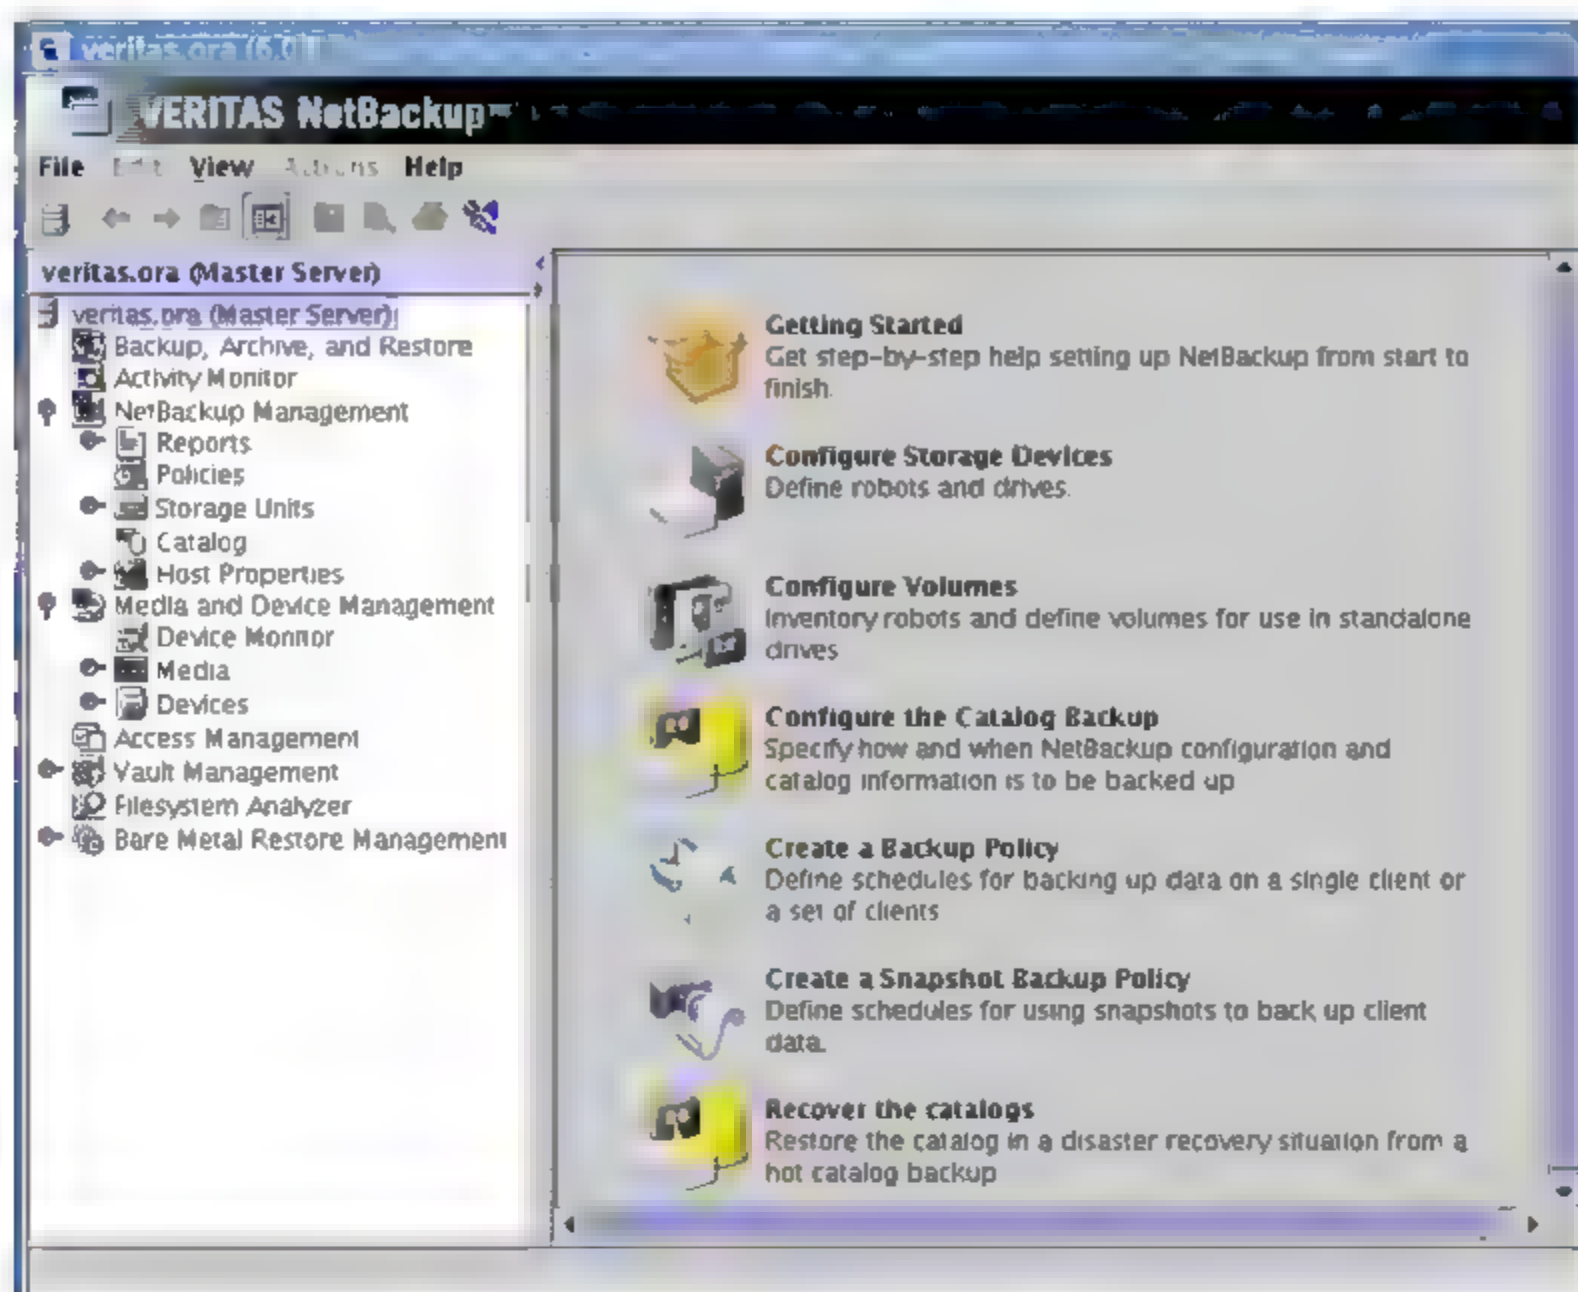 veritas.ora (6.0)
VERITAS NetBackup
File Edit View Actions Help
veritas.ora (Master Server)
veritas.ora (Master Server)
Backup, Archive, and Restore
Activity Monitor
NetBackup Management
Reports
Policies
Storage Units
Catalog
Host Properties
Media and Device Management
Device Monitor
Media
Devices
Access Management
Vault Management
Filesystem Analyzer
Bare Metal Restore Management
Getting Started
Get step-by-step help setting up NetBackup from start to
finish.
Configure Storage Devices
Define robots and drives.
Configure Volumes
Inventory robots and define volumes for use in standalone
drives
Configure the Catalog Backup
Specify how and when NetBackup configuration and
catalog information is to be backed up
Create a Backup Policy
Define schedules for backing up data on a single client or
a set of clients
Create a Snapshot Backup Policy
Define schedules for using snapshots to back up client
data.
Recover the catalogs
Restore the catalog in a disaster recovery situation from a
hot catalog backup